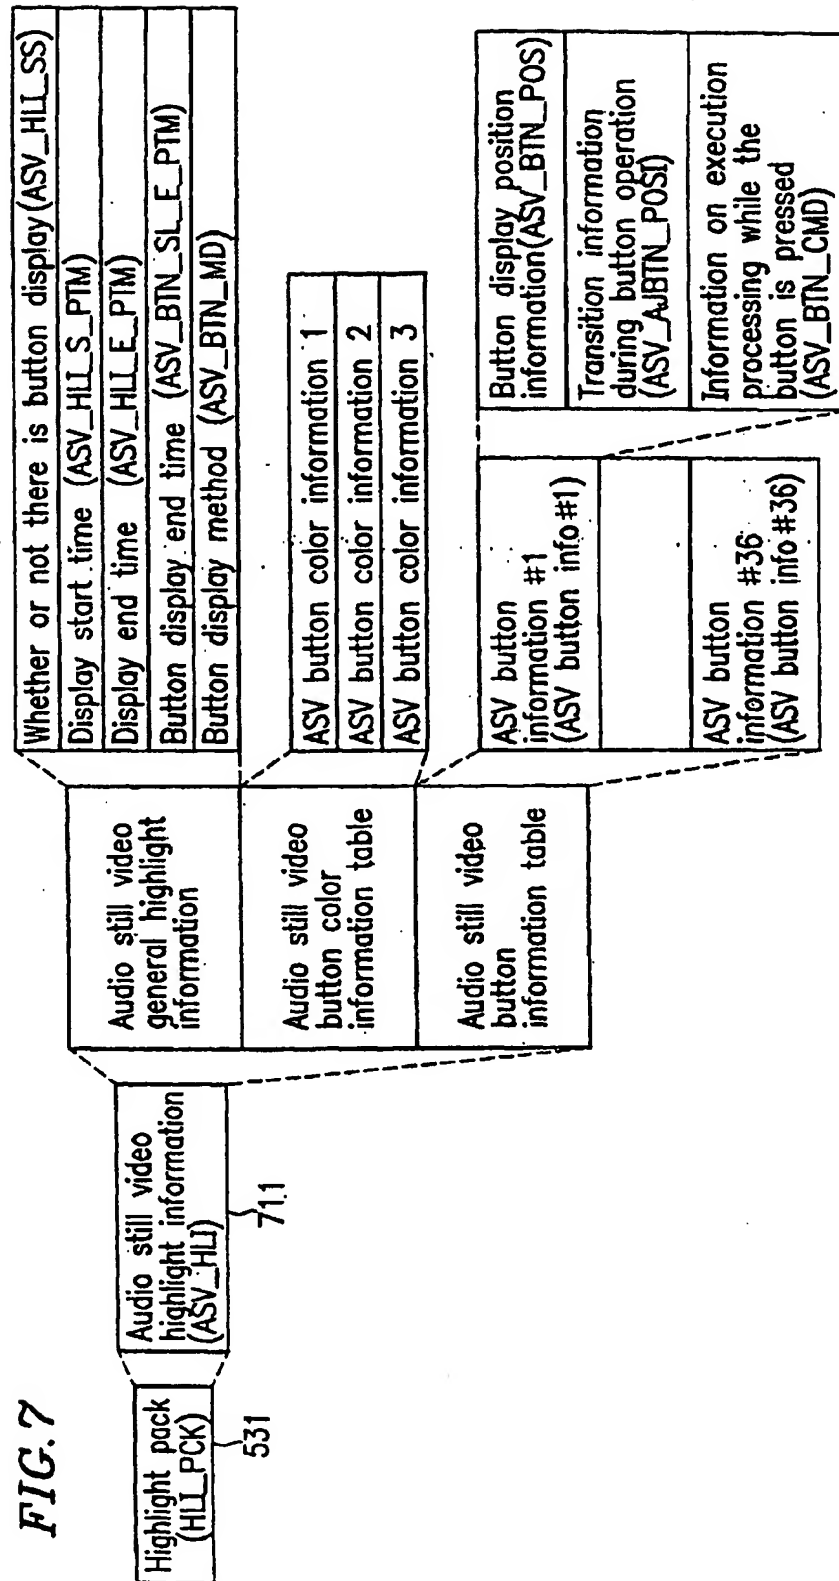 FIG.7
Highlight pack
(HLI_PCK)
531
Audio still video
highlight information
(ASV_HLI)
711
Audio still video
general highlight
information
Audio still video
button color
information table
Audio still video
button
information table
Whether or not there is button display(ASV_HLI_SS)
Display start time (ASV_HLI_S_PTM)
Display end time (ASV_HLI_E_PTM)
Button display end time (ASV_BTN_SL_E_PTM)
Button display method (ASV_BTN_MD)
ASV button color information 1
ASV button color information 2
ASV button color information 3
ASV button
information #1
(ASV button info#1)
ASV button
information #36
(ASV button info#36)
Button display position
information(ASV_BTN_POS)
Transition information
during button operation
(ASV_AJBTN_POSI)
Information on execution
processing while the
button is pressed
(ASV_BTN_CMD)